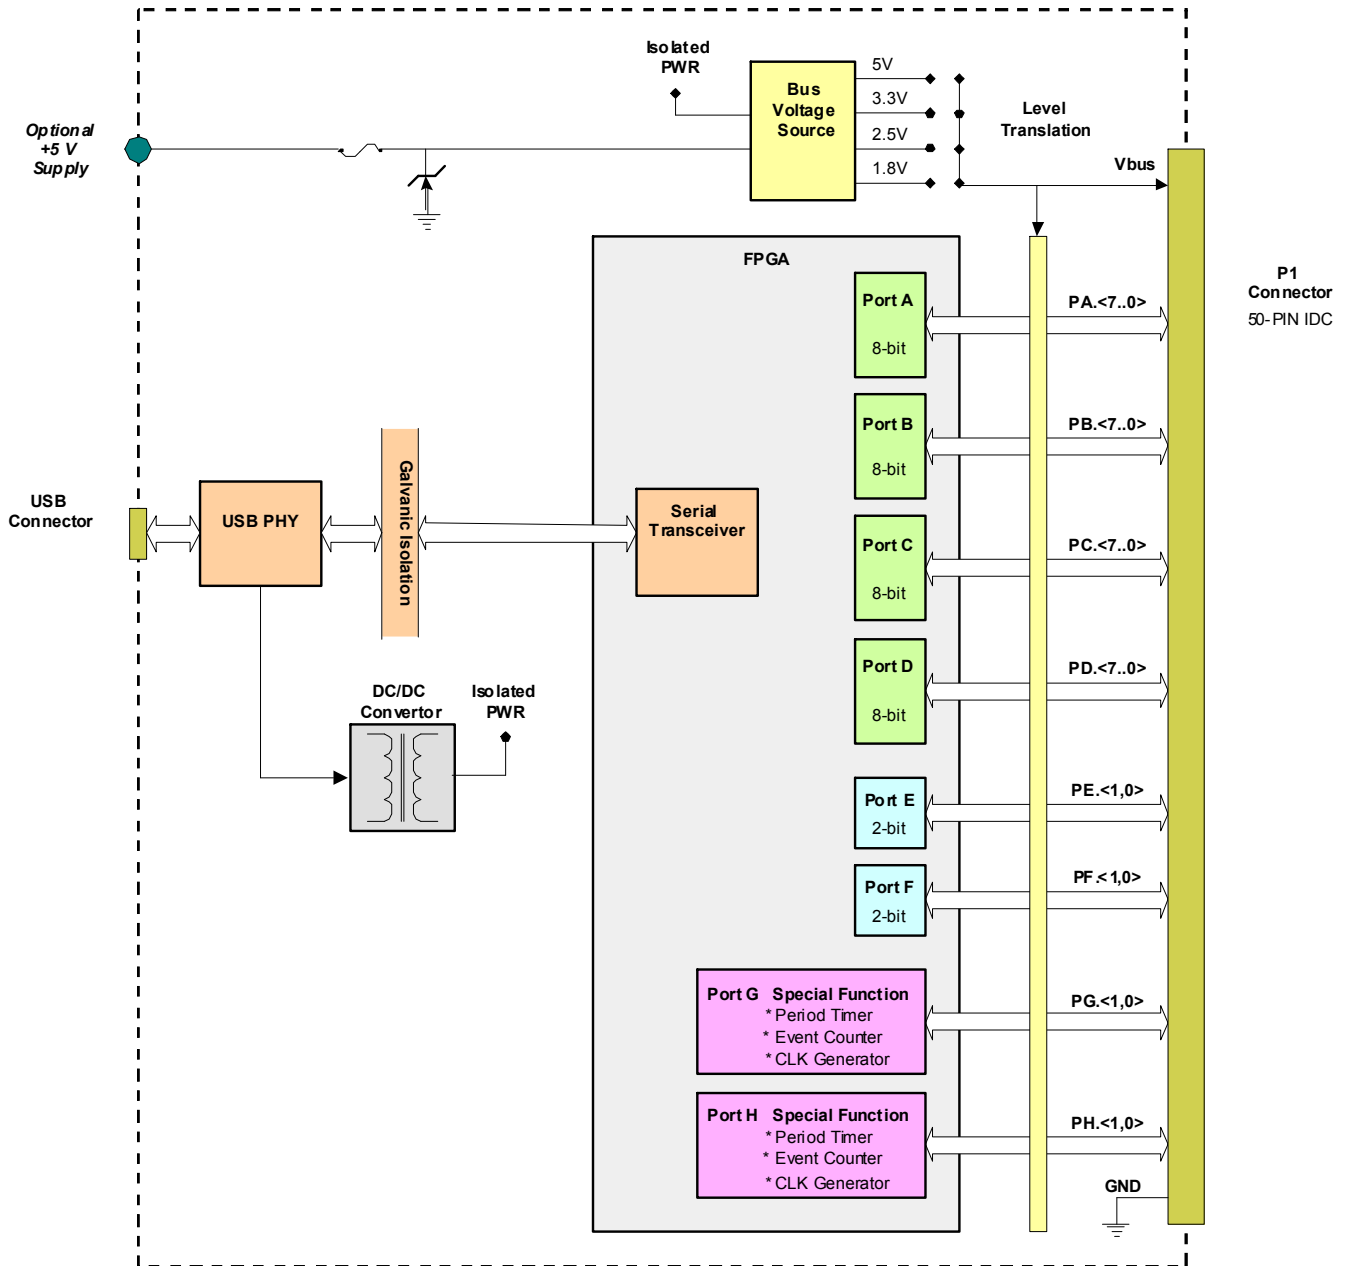 Isolated
PWR
Bus
Voltage
Source
5V
3.3V
2.5V
1.8V
Level
Translation
Optional
+5 V
Supply
Vbus
FPGA
P1
Connector
50-PIN IDC
Port A
8-bit
PA.<7..0>
Port B
8-bit
PB.<7..0>
USB
Connector
USB PHY
Galvanic Isolation
Serial
Transceiver
Port C
8-bit
PC.<7..0>
Port D
8-bit
PD.<7..0>
DC/DC
Convertor
Isolated
PWR
Port E
2-bit
PE.<1,0>
Port F
2-bit
PF.<1,0>
Port G Special Function
* Period Timer
* Event Counter
* CLK Generator
PG.<1,0>
Port H Special Function
* Period Timer
* Event Counter
* CLK Generator
PH.<1,0>
GND